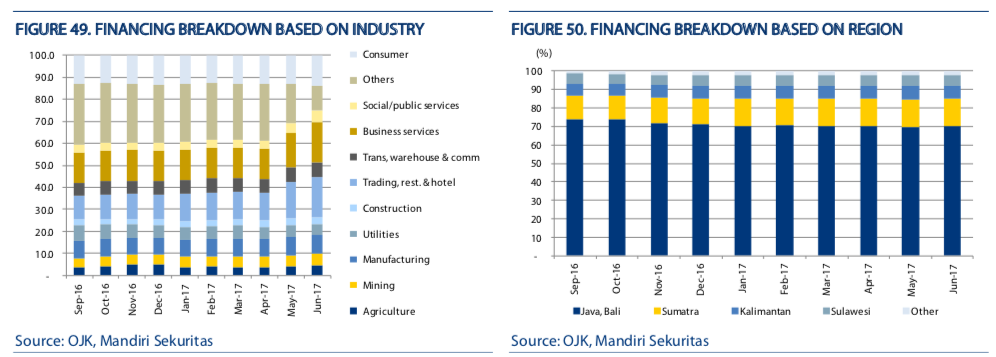 FIGURE 49. FINANCING BREAKDOWN BASED ON INDUSTRY
100.0
90.0
80.0
70.0
60.0
50.0
40.0
30.0
20.0
10.0
-
Sep-16
Oct-16
Nov-16
Dec-16
Jan-17
Feb-17
Mar-17
Apr-17
May-17
Jun-17
Consumer
Others
Social/public services
Business services
Trans, warehouse & comm
Trading, rest. & hotel
Construction
Utilities
Manufacturing
Mining
Agriculture
Source: OJK, Mandiri Sekuritas
FIGURE 50. FINANCING BREAKDOWN BASED ON REGION
(%)
100
90
80
70
60
50
40
30
20
10
-
Sep-16
Oct-16
Nov-16
Dec-16
Jan-17
Feb-17
Mar-17
Apr-17
May-17
Jun-17
Java, Bali
Sumatra
Kalimantan
Sulawesi
Other
Source: OJK, Mandiri Sekuritas